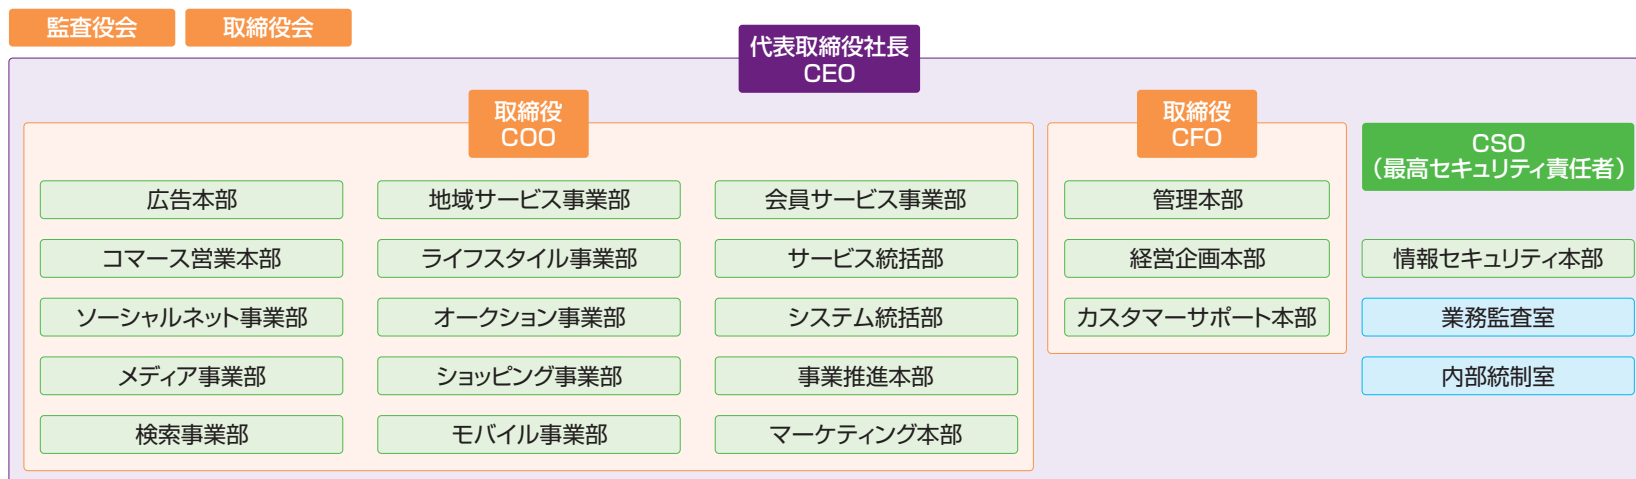 監査役会
取締役会
代表取締役社長
CEO
取締役
COO
広告本部
地域サービス事業部
会員サービス事業部
コマース営業本部
ライフスタイル事業部
サービス統括部
ソーシャルネット事業部
オークション事業部
システム統括部
メディア事業部
ショッピング事業部
事業推進本部
検索事業部
モバイル事業部
マーケティング本部
取締役
CFO
管理本部
経営企画本部
カスタマーサポート本部
CSO
（最高セキュリティ責任者）
情報セキュリティ本部
業務監査室
内部統制室